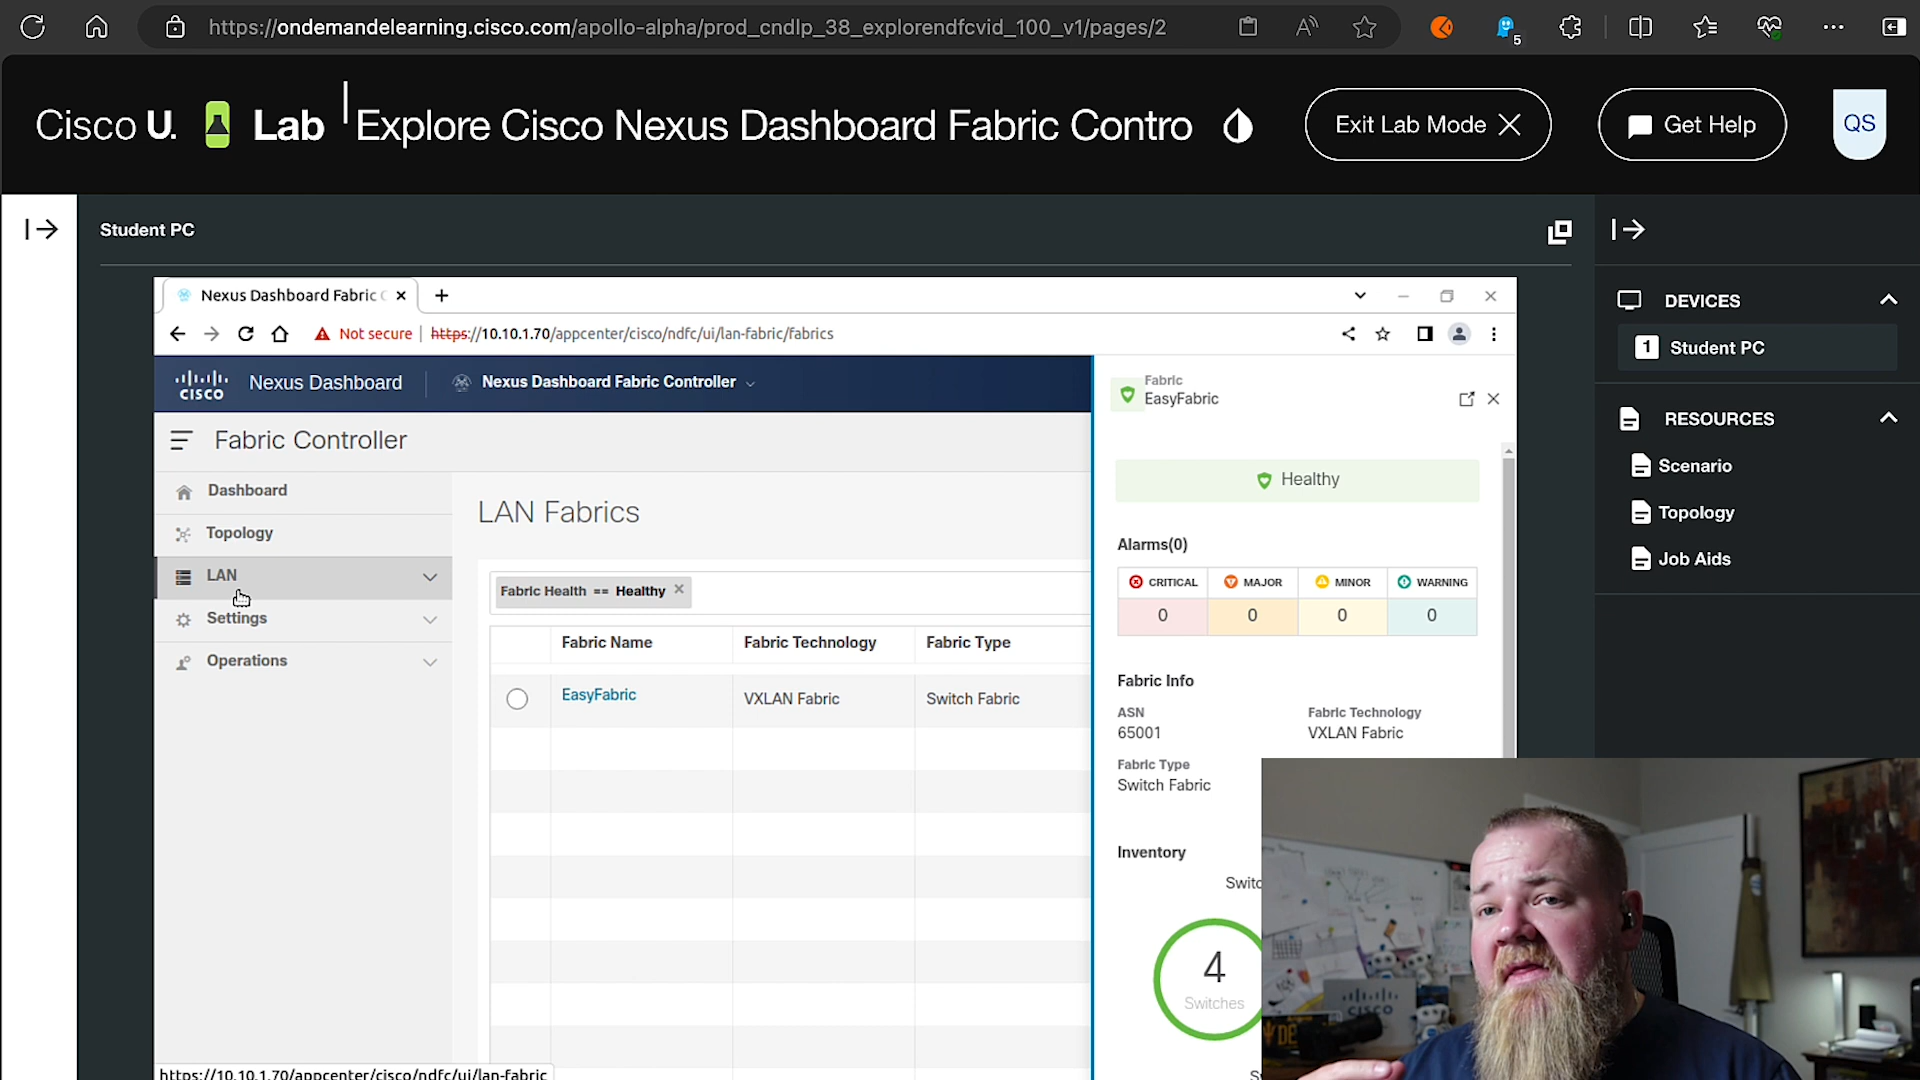 https://ondemandelearning.cisco.com/apollo-alpha/prod_cndlp_38_explorendfcvid_100_v1/pages/2
5
Cisco U. Lab Explore Cisco Nexus Dashboard Fabric Contro
Exit Lab Mode
Get Help
QS
Student PC
DEVICES
1 Student PC
RESOURCES
Scenario
Topology
Job Aids
Nexus Dashboard Fabric C
Not secure https://10.10.1.70/appcenter/cisco/ndfc/ui/lan-fabric/fabrics
CISCO Nexus Dashboard Nexus Dashboard Fabric Controller
Fabric Controller
Dashboard
Topology
LAN
Settings
Operations
LAN Fabrics
Fabric Health == Healthy
Fabric Name Fabric Technology Fabric Type
EasyFabric VXLAN Fabric Switch Fabric
Fabric
EasyFabric
Healthy
Alarms(0)
CRITICAL MAJOR MINOR WARNING
0 0 0 0
Fabric Info
ASN Fabric Technology
65001 VXLAN Fabric
Fabric Type
Switch Fabric
Inventory
Switc
4
Switches
CISCO
https://10.10.1.70/appcenter/cisco/ndfc/ui/lan-fabric